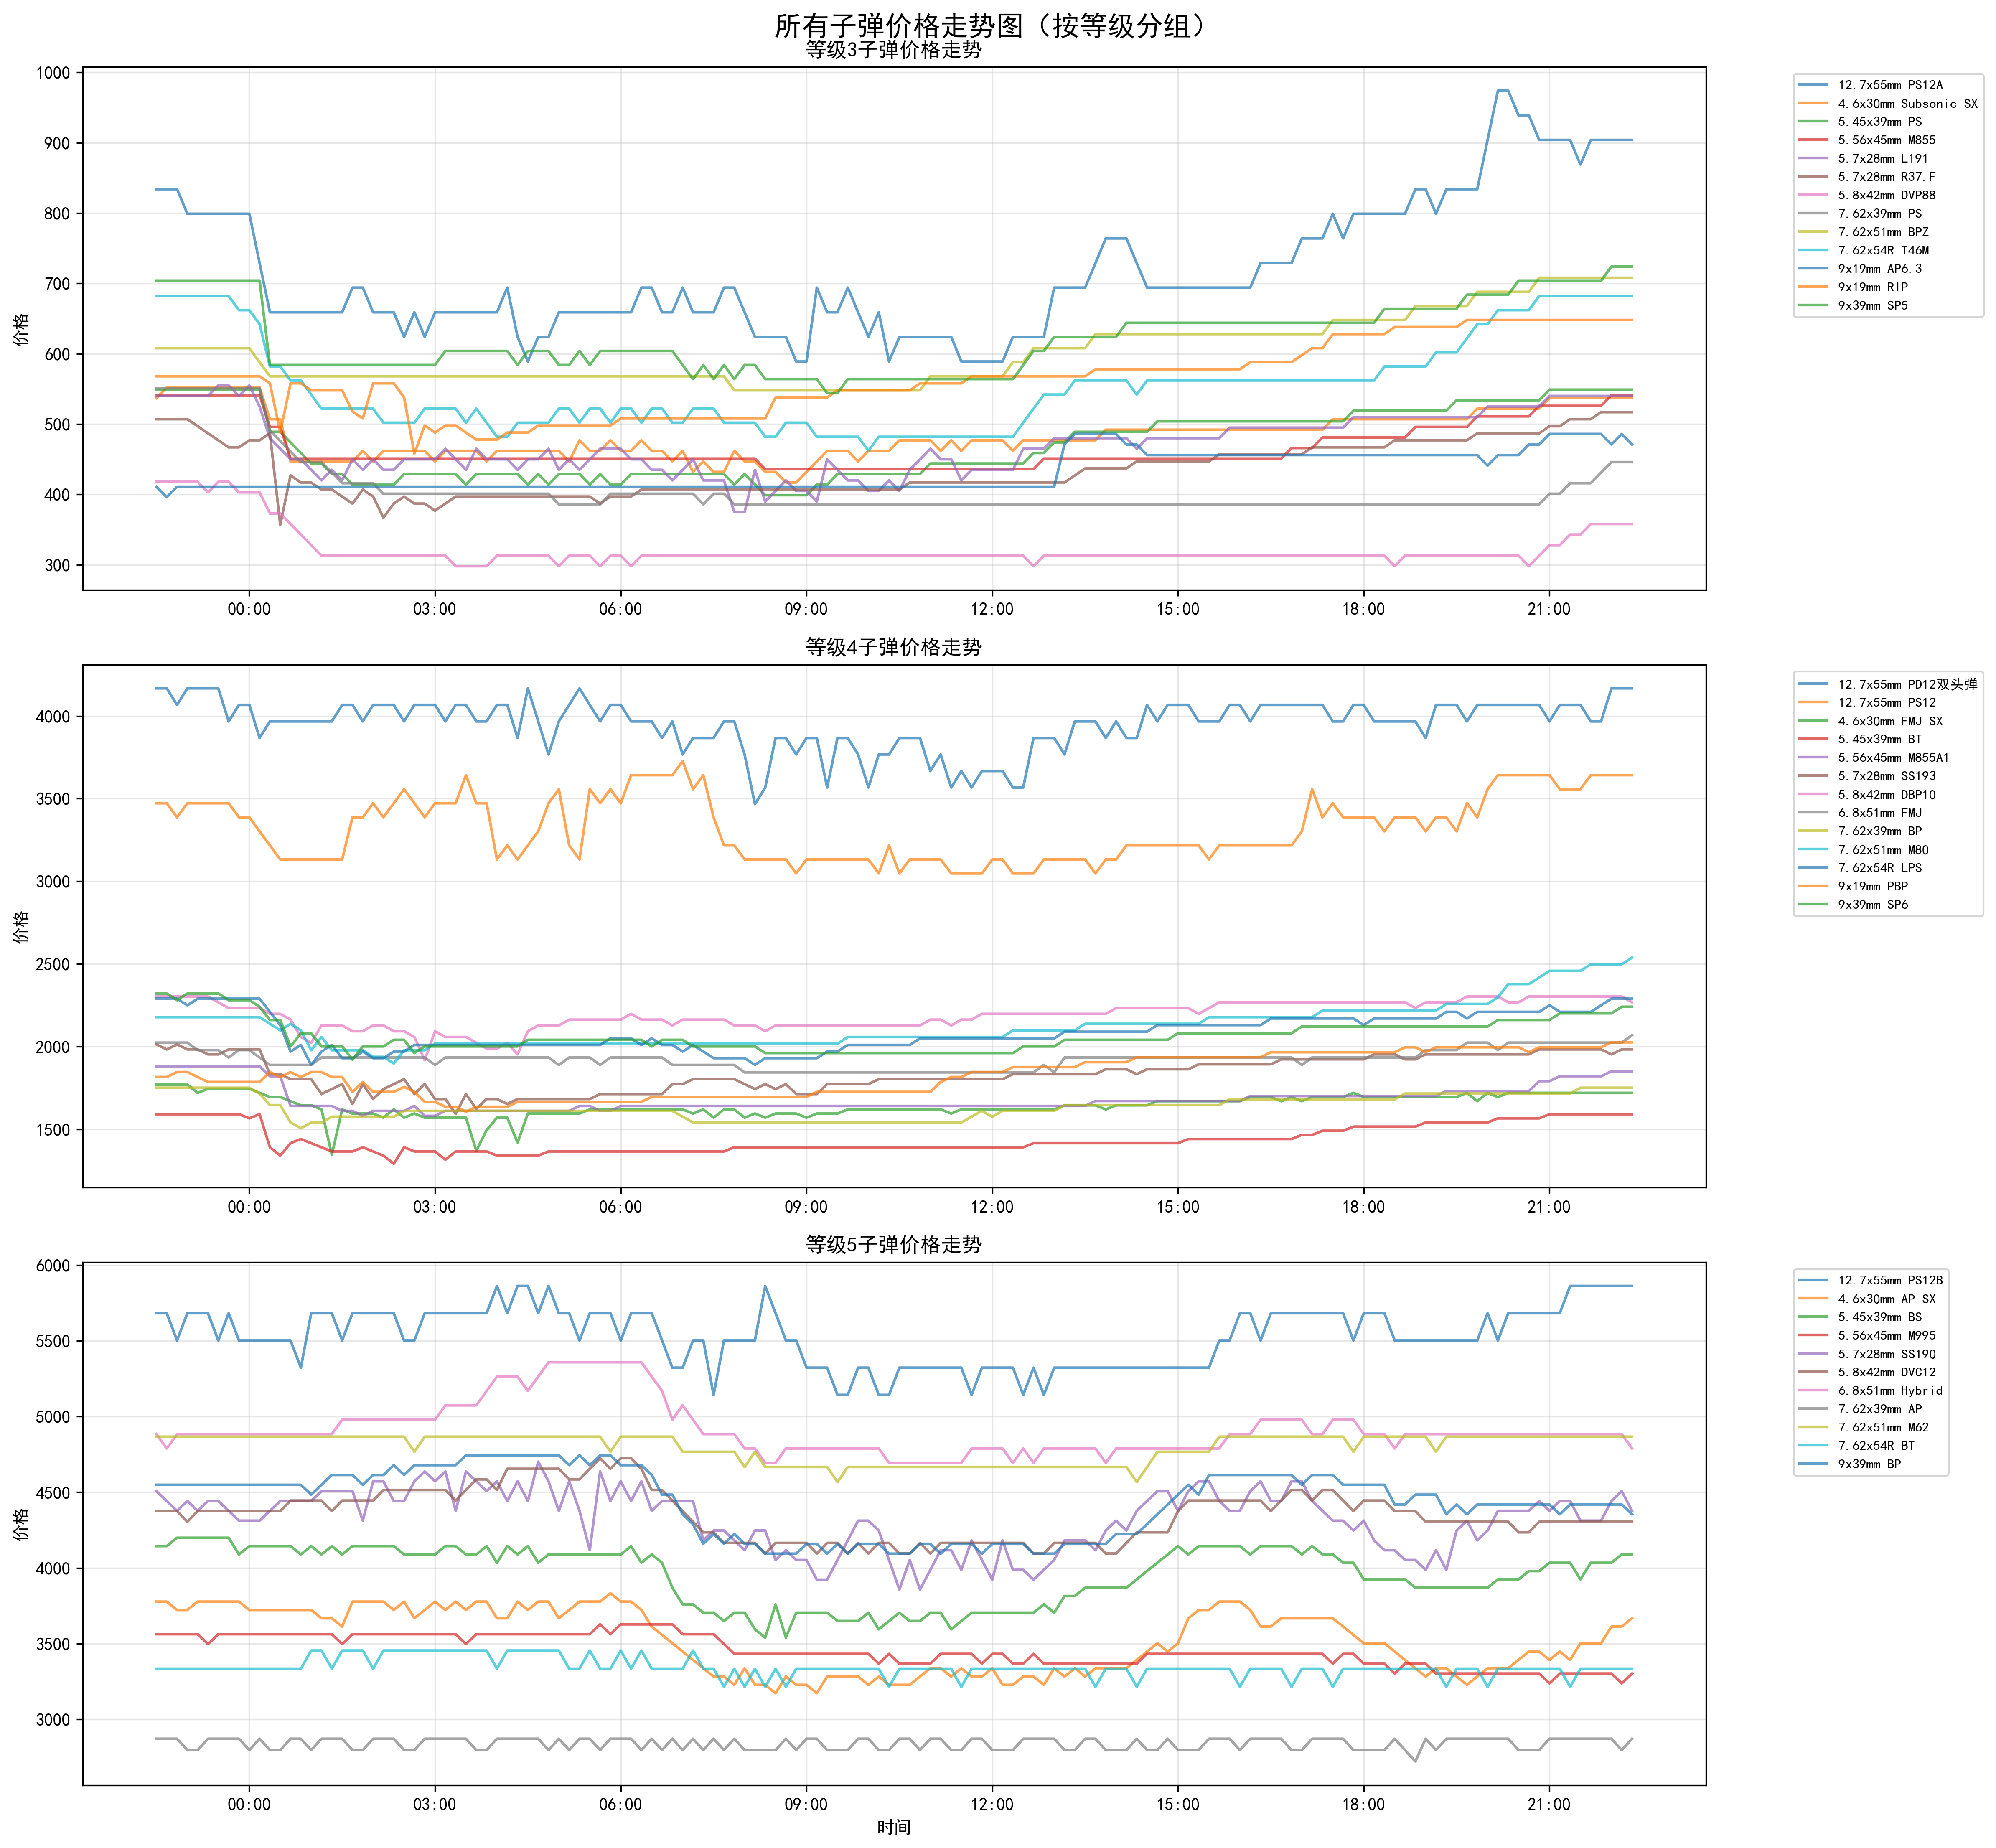 所有子弹价格走势图（按等级分组）
等级3子弹价格走势
价格
1000
900
800
700
600
500
400
300
00:00 03:00 06:00 09:00 12:00 15:00 18:00 21:00
12.7x55mm PS12A
4.6x30mm Subsonic SX
5.45x39mm PS
5.56x45mm M855
5.7x28mm L191
5.7x28mm R37.F
5.8x42mm DVP88
7.62x39mm PS
7.62x51mm BPZ
7.62x54R T46M
9x19mm AP6.3
9x19mm RIP
9x39mm SP5
等级4子弹价格走势
价格
4000
3500
3000
2500
2000
1500
00:00 03:00 06:00 09:00 12:00 15:00 18:00 21:00
12.7x55mm PD12双头弹
12.7x55mm PS12
4.6x30mm FMJ SX
5.45x39mm BT
5.56x45mm M855A1
5.7x28mm SS193
5.8x42mm DBP10
6.8x51mm FMJ
7.62x39mm BP
7.62x51mm M80
7.62x54R LPS
9x19mm PBP
9x39mm SP6
等级5子弹价格走势
价格
6000
5500
5000
4500
4000
3500
3000
00:00 03:00 06:00 09:00 12:00 15:00 18:00 21:00
时间
12.7x55mm PS12B
4.6x30mm AP SX
5.45x39mm BS
5.56x45mm M995
5.7x28mm SS190
5.8x42mm DVC12
6.8x51mm Hybrid
7.62x39mm AP
7.62x51mm M62
7.62x54R BT
9x39mm BP